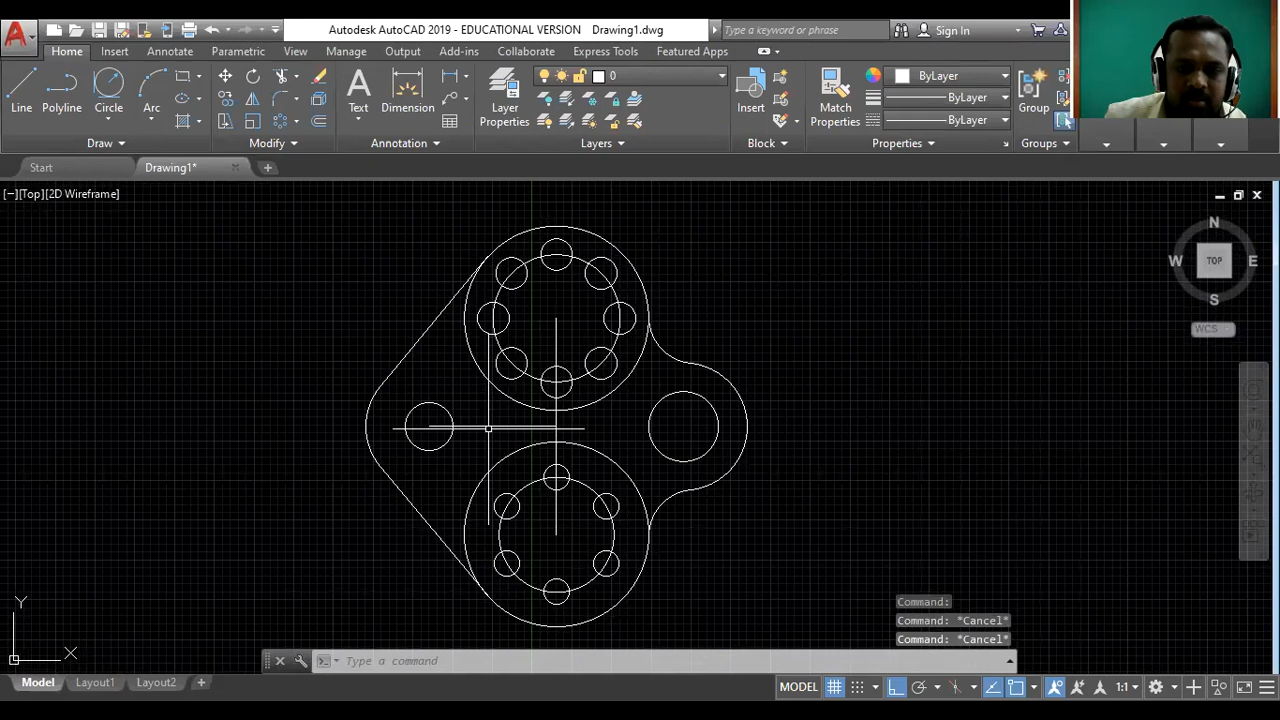 Autodesk AutoCAD 2019 - EDUCATIONAL VERSION Drawing1.dwg
Type a keyword or phrase
Sign In
Home Insert Annotate Parametric View Manage Output Add-ins Collaborate Express Tools Featured Apps
Line Polyline Circle Arc
Text Dimension
Layer Properties
0
Insert
Match Properties
ByLayer
ByLayer
ByLayer
Group
Draw Modify Annotation Layers Block Properties Groups
Start Drawing1*
[−][Top][2D Wireframe]
N
W TOP E
S
WCS
Y
X
Command:
Command: *Cancel*
Command: *Cancel*
Type a command
Model Layout1 Layout2
MODEL 1:1